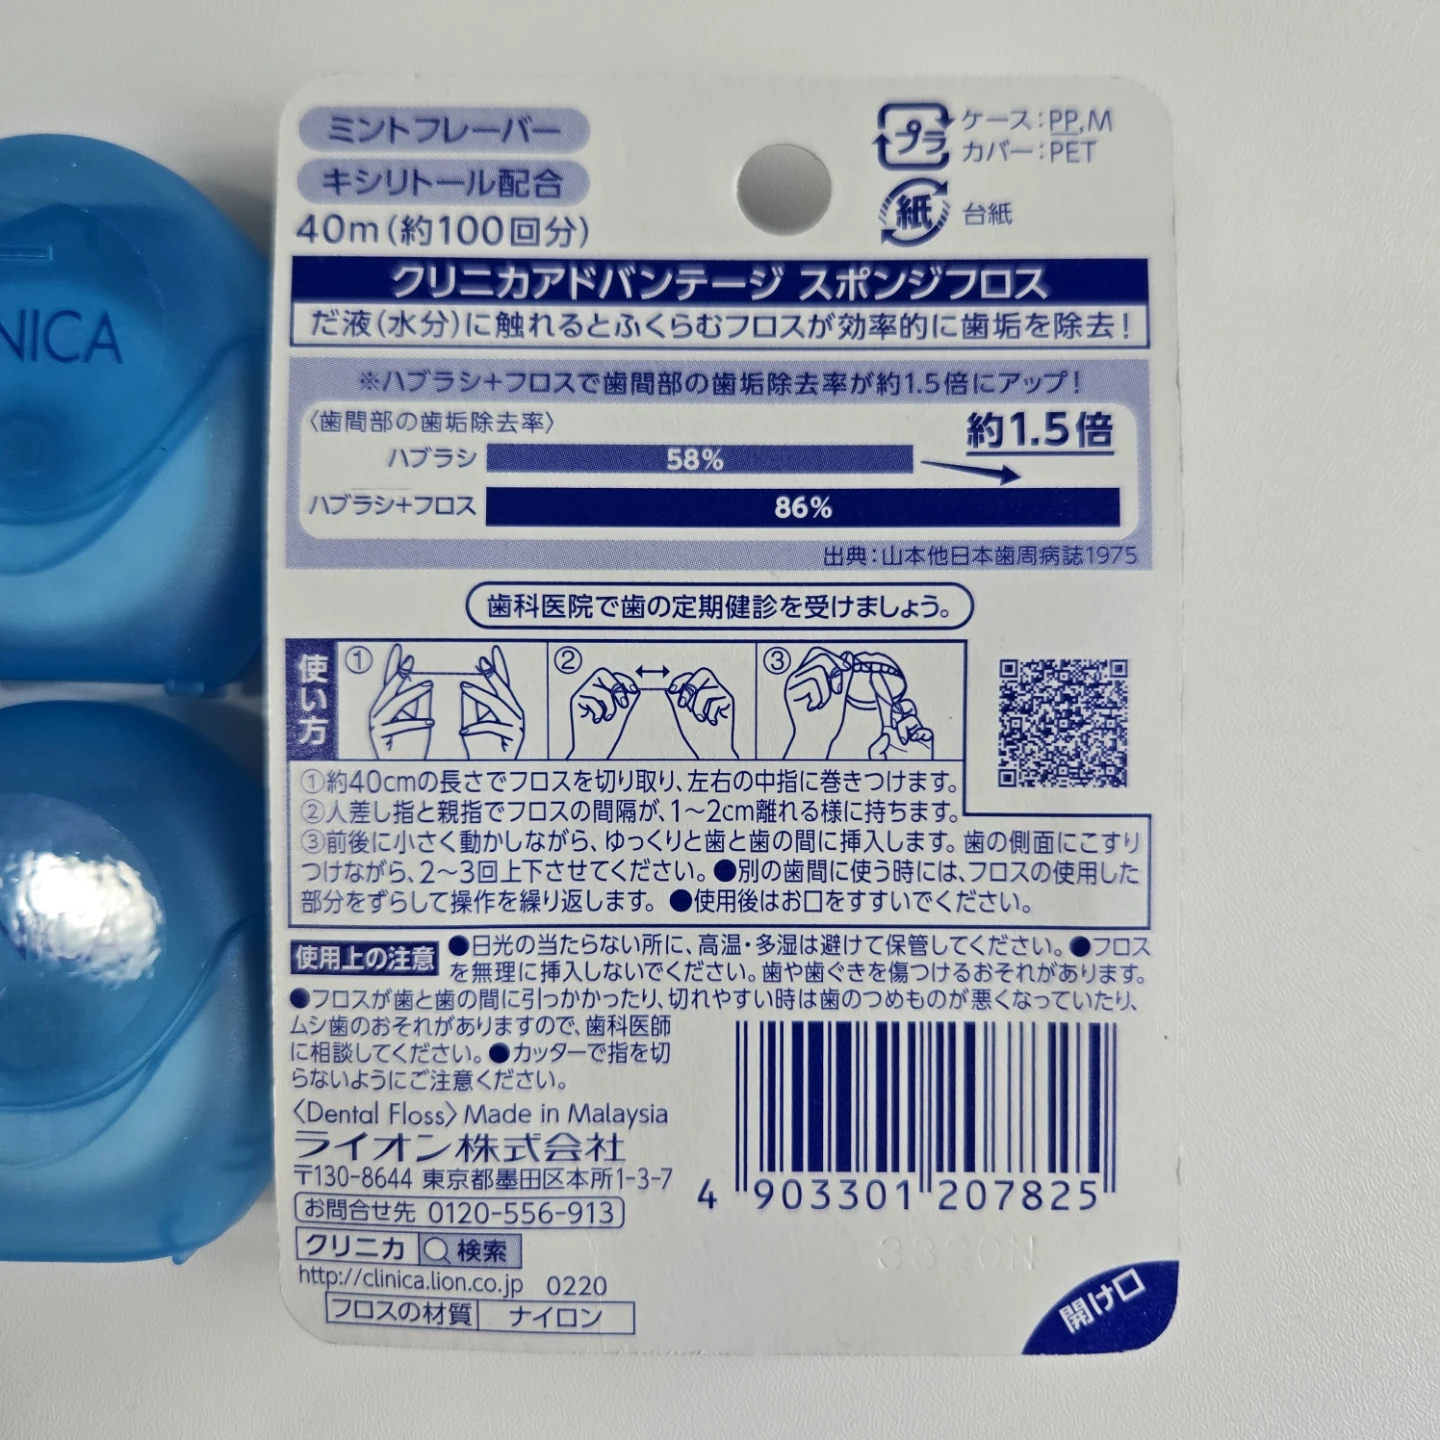 NICA
ミントフレーバー
キシリトール配合
40m(約100回分)
プラ
ケース:PP,M
カバー:PET
紙
台紙
クリニカアドバンテージ スポンジフロス
だ液(水分)に触れるとふくらむフロスが効率的に歯垢を除去!
※ハブラシ+フロスで歯間部の歯垢除去率が約1.5倍にアップ!
〈歯間部の歯垢除去率〉
約1.5倍
ハブラシ 58%
ハブラシ+フロス 86%
出典:山本他日本歯周病誌1975
歯科医院で歯の定期健診を受けましょう。
使い方
① ② ③
①約40cmの長さでフロスを切り取り、左右の中指に巻きつけます。
②人差し指と親指でフロスの間隔が、1〜2cm離れる様に持ちます。
③前後に小さく動かしながら、ゆっくりと歯と歯の間に挿入します。歯の側面にこすり
つけながら、2〜3回上下させてください。●別の歯間に使う時には、フロスの使用した
部分をずらして操作を繰り返します。●使用後はお口をすすいでください。
使用上の注意 ●日光の当たらない所に、高温・多湿は避けて保管してください。●フロス
を無理に挿入しないでください。歯や歯ぐきを傷つけるおそれがあります。
●フロスが歯と歯の間に引っかかったり、切れやすい時は歯のつめものが悪くなっていたり、
ムシ歯のおそれがありますので、歯科医師
に相談してください。●カッターで指を切
らないようにご注意ください。
〈Dental Floss〉Made in Malaysia
ライオン株式会社
〒130-8644 東京都墨田区本所1-3-7
お問合せ先 0120-556-913
クリニカ 検索
http://clinica.lion.co.jp 0220
フロスの材質 ナイロン
4 903301 207825
開け口